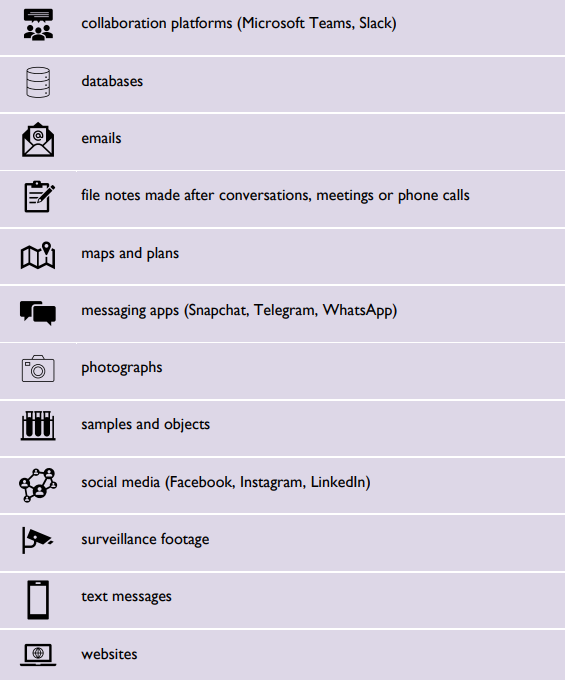 collaboration platforms (Microsoft Teams, Slack)
databases
@
emails
file notes made after conversations, meetings or phone calls
maps and plans
messaging apps (Snapchat, Telegram, WhatsApp)
photographs
samples and objects
social media (Facebook, Instagram, LinkedIn)
surveillance footage
text messages
websites